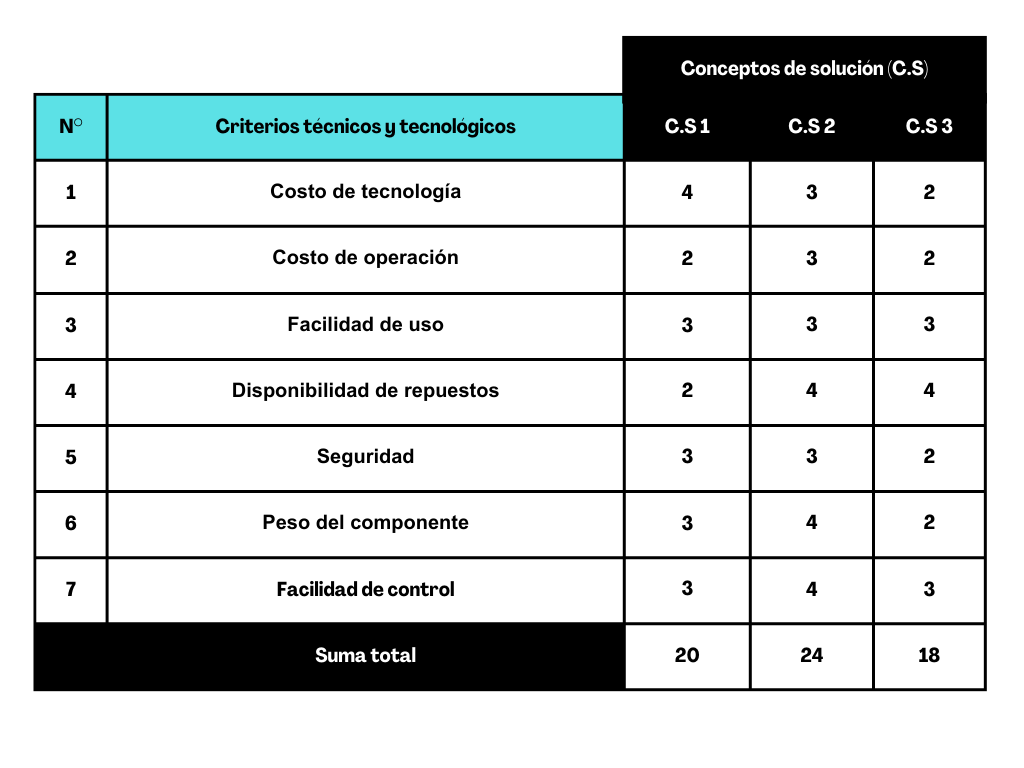 Conceptos de solución (C.S)
N° Criterios técnicos y tecnológicos C.S 1 C.S 2 C.S 3
1 Costo de tecnología 4 3 2
2 Costo de operación 2 3 2
3 Facilidad de uso 3 3 3
4 Disponibilidad de repuestos 2 4 4
5 Seguridad 3 3 2
6 Peso del componente 3 4 2
7 Facilidad de control 3 4 3
Suma total 20 24 18